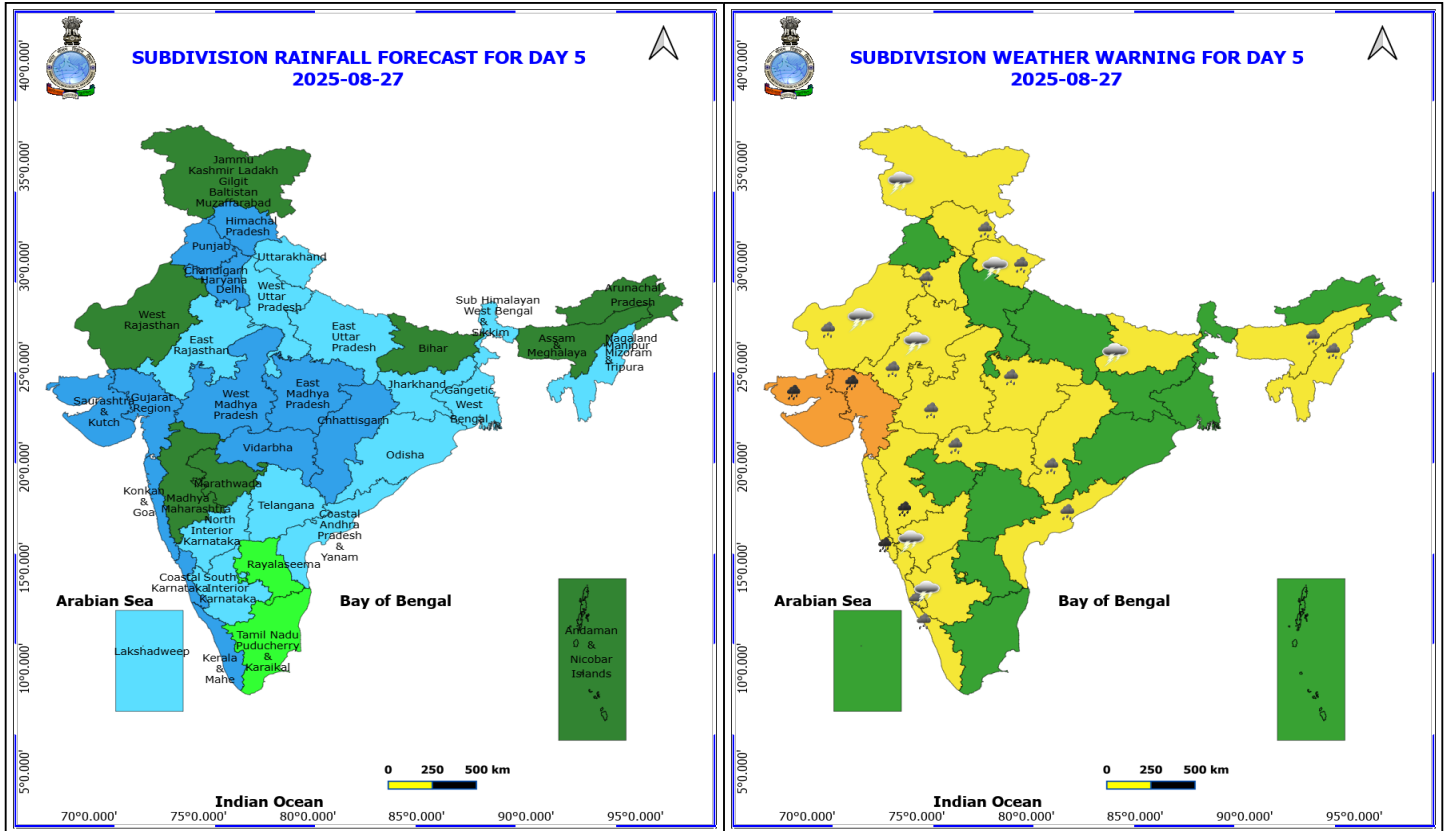 SUBDIVISION RAINFALL FORECAST FOR DAY 5
2025-08-27
40°0.000'
35°0.000'
30°0.000'
25°0.000'
20°0.000'
15°0.000'
10°0.000'
5°0.000'
Jammu
Kashmir Ladakh
Gilgit
Baltistan
Muzaffarabad
Himachal
Pradesh
Punjab
Uttarakhand
Chandigarh
Haryana
Delhi
West
Uttar
Pradesh
West
Rajasthan
East
Rajasthan
East
Uttar
Pradesh
Sub Himalayan
West Bengal
&
Sikkim
Arunachal
Pradesh
Assam
&
Meghalaya
Nagaland
Manipur
Mizoram
&
Tripura
Bihar
Jharkhand
Gangetic
West
Bengal
Saurashtra
&
Kutch
Gujarat
Region
West
Madhya
Pradesh
East
Madhya
Pradesh
Chhattisgarh
Vidarbha
Odisha
Konkan
&
Goa
Madhya
Maharashtra
Marathwada
Telangana
North
Interior
Karnataka
Coastal
Andhra
Pradesh
&
Yanam
Rayalaseema
Coastal
Karnataka
South
Interior
Karnataka
Arabian Sea
Bay of Bengal
Lakshadweep
Kerala
&
Mahe
Tamil Nadu
Puducherry
&
Karaikal
Andaman
&
Nicobar
Islands
0 250 500 km
Indian Ocean
70°0.000' 75°0.000' 80°0.000' 85°0.000' 90°0.000' 95°0.000'
SUBDIVISION WEATHER WARNING FOR DAY 5
2025-08-27
40°0.000'
35°0.000'
30°0.000'
25°0.000'
20°0.000'
15°0.000'
10°0.000'
5°0.000'
Arabian Sea
Bay of Bengal
0 250 500 km
Indian Ocean
70°0.000' 75°0.000' 80°0.000' 85°0.000' 90°0.000' 95°0.000'